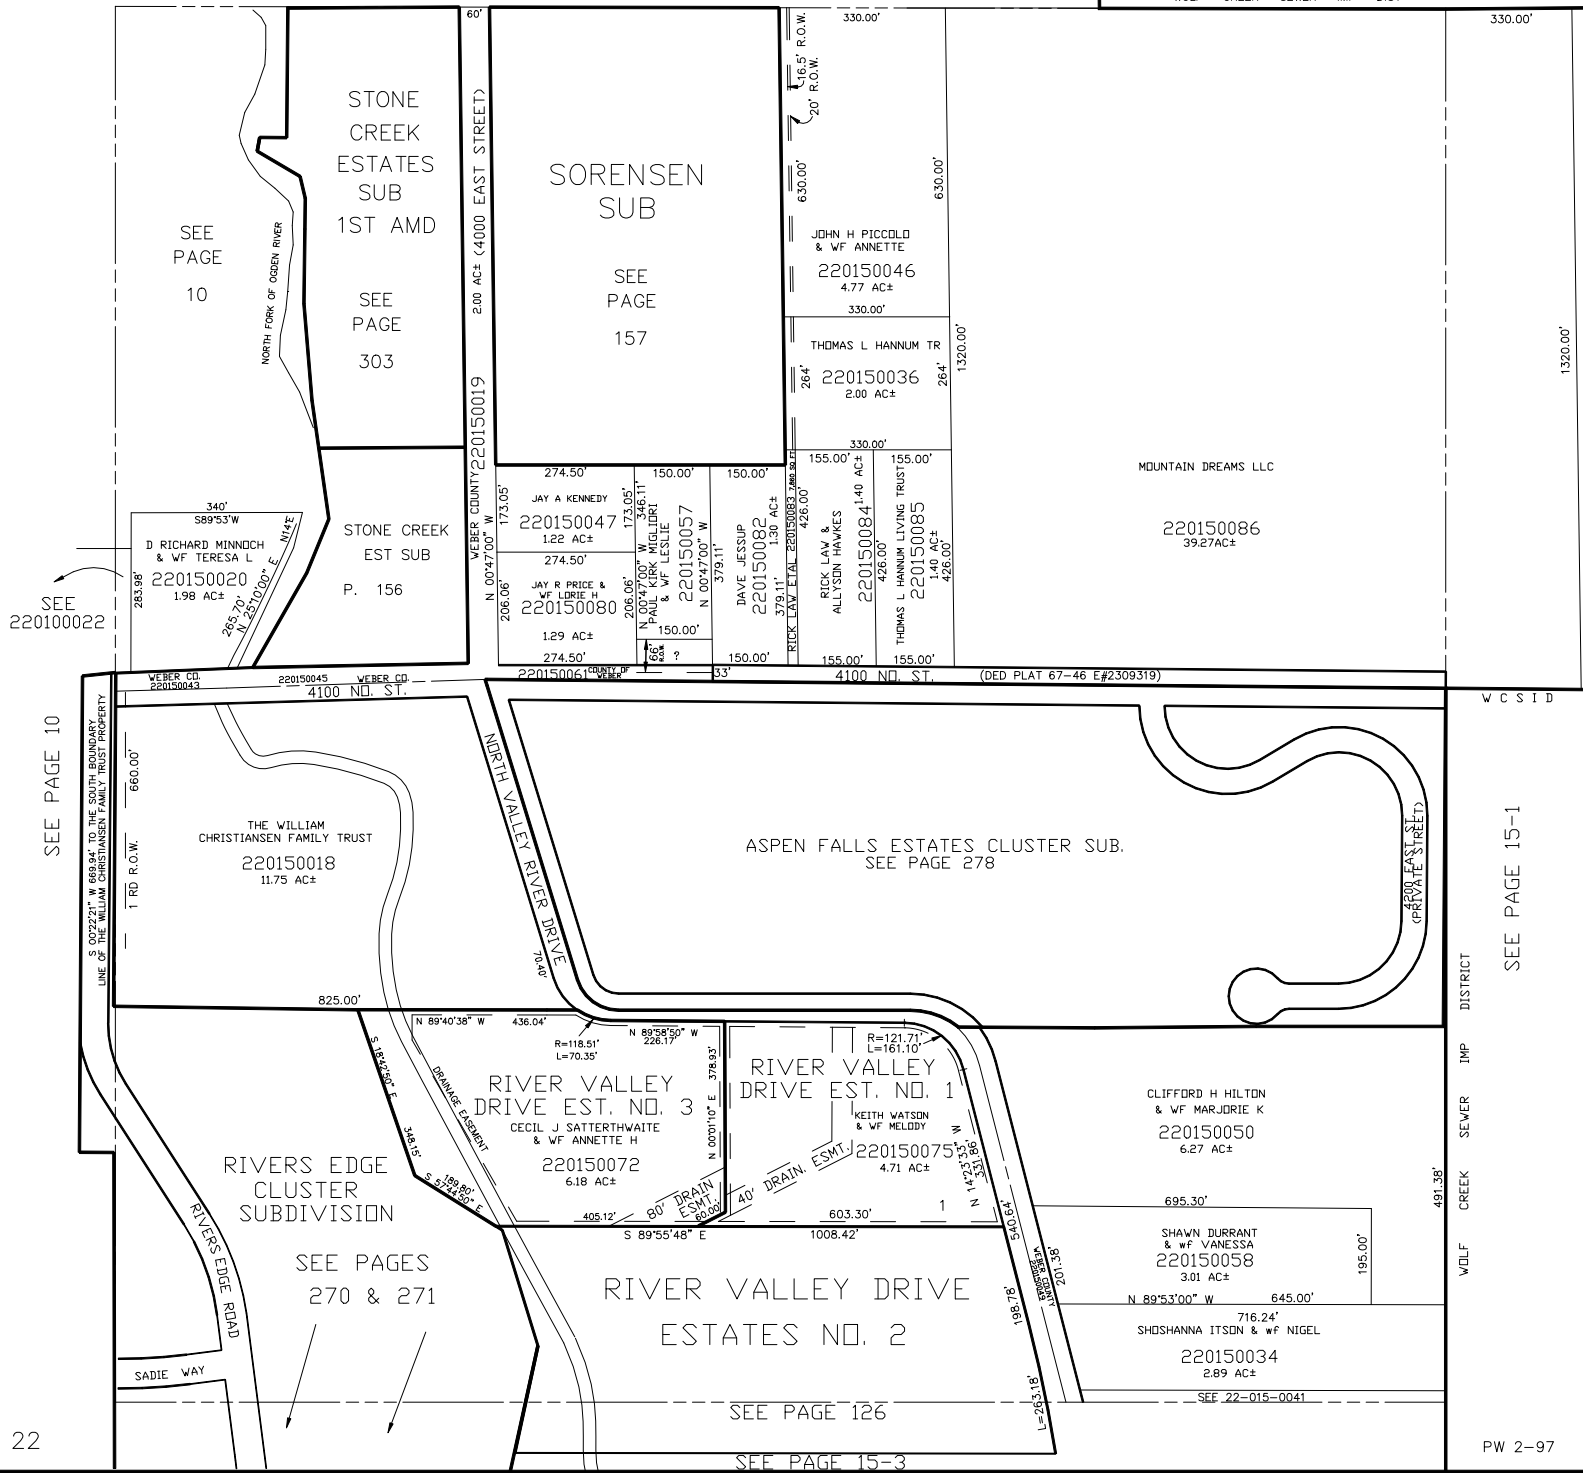 60'
330.00'
330.00'
16.5' R.O.W.
20' R.O.W.
STONE
CREEK
ESTATES
SUB
1ST AMD
SEE
PAGE
303
SEE
PAGE
10
NORTH FORK OF OGDEN RIVER
2.00 AC± (4000 EAST STREET)
WEBER COUNTY
220150019
N 00°47'00" W
SORENSEN
SUB
SEE
PAGE
157
630.00'
630.00'
JOHN H PICCOLO
& WF ANNETTE
220150046
4.77 AC±
330.00'
THOMAS L HANNUM TR
220150036
2.00 AC±
264'
264'
330.00'
1320.00'
1320.00'
MOUNTAIN DREAMS LLC
220150086
39.27AC±
340'
S89°53'W
D RICHARD MINNOCH
& WF TERESA L
220150020
1.98 AC±
283.98'
265.70'
N 25°10'00" E
N14°E
SEE
220100022
STONE CREEK
EST SUB
P. 156
274.50'
JAY A KENNEDY
220150047
1.22 AC±
173.05'
173.05'
274.50'
JAY R PRICE &
WF LORIE H
220150080
1.29 AC±
206.06'
206.06'
274.50'
150.00'
346.11'
N 00°47'00" W
PAUL KIRK MIGLIORI
& WF LESLIE
220150057
N 00°47'00" W
379.11'
150.00'
66'
R.O.W.
?
150.00'
DAVE JESSUP
220150082
1.30 AC±
379.11'
150.00'
RICK LAW ETAL 220150083 7,860 SQ FT
426.00'
155.00'
RICK LAW &
ALLYSON HAWKES
220150084
1.40 AC±
426.00'
155.00'
155.00'
THOMAS L HANNUM LIVING TRUST
220150085
1.40 AC±
426.00'
155.00'
WEBER CO.
220150043
220150045
WEBER CO.
4100 NO. ST.
220150061
COUNTY OF
WEBER
33'
4100 NO. ST.
(DED PLAT 67-46 E#2309319)
W C S I D
SEE PAGE 10
S 00°22'21" W 669.94' TO THE SOUTH BOUNDARY
LINE OF THE WILLIAM CHRISTIANSEN FAMILY TRUST PROPERTY
660.00'
1 RD R.O.W.
THE WILLIAM
CHRISTIANSEN FAMILY TRUST
220150018
11.75 AC±
825.00'
NORTH VALLEY RIVER DRIVE
70.40'
ASPEN FALLS ESTATES CLUSTER SUB.
SEE PAGE 278
4200 EAST ST.
(PRIVATE STREET)
SEE PAGE 15-1
WOLF CREEK SEWER IMP DISTRICT
N 89°40'38" W
436.04'
R=118.51'
L=70.35'
N 89°58'50" W
226.17'
S 18°42'50" E
348.15'
DRAINAGE EASEMENT
RIVER VALLEY
DRIVE EST. NO. 3
CECIL J SATTERTHWAITE
& WF ANNETTE H
220150072
6.18 AC±
N 00°01'10" E
378.93'
189.80'
S 57°44'50" E
405.12'
80' DRAIN
ESMT.
60.00'
40' DRAIN. ESMT.
R=121.71'
L=161.10'
RIVER VALLEY
DRIVE EST. NO. 1
KEITH WATSON
& WF MELODY
220150075
4.71 AC±
N 14°23'33" W
331.86'
603.30'
1
S 89°55'48" E
1008.42'
540.64'
WEBER COUNTY
220150049
201.38'
198.78'
L=263.18'
CLIFFORD H HILTON
& WF MARJORIE K
220150050
6.27 AC±
491.38'
695.30'
SHAWN DURRANT
& wf VANESSA
220150058
3.01 AC±
195.00'
N 89°53'00" W
645.00'
716.24'
SHOSHANNA ITSON & wf NIGEL
220150034
2.89 AC±
SEE 22-015-0041
RIVERS EDGE
CLUSTER
SUBDIVISION
SEE PAGES
270 & 271
RIVERS EDGE ROAD
SADIE WAY
RIVER VALLEY DRIVE
ESTATES NO. 2
SEE PAGE 126
SEE PAGE 15-3
22
PW 2-97